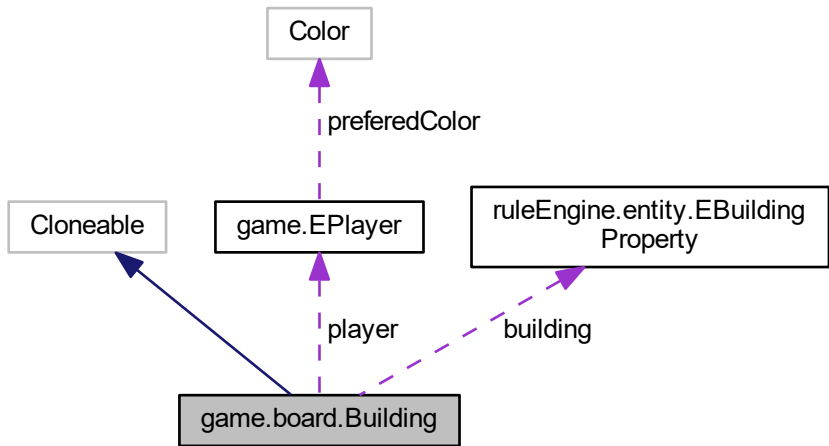 Color
preferedColor
Cloneable
game.EPlayer
ruleEngine.entity.EBuilding
Property
player
building
game.board.Building